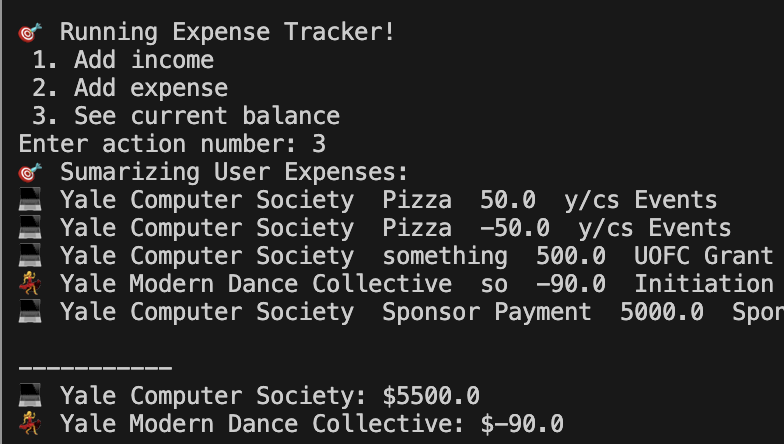 🎯 Running Expense Tracker!
1. Add income
2. Add expense
3. See current balance
Enter action number: 3
🎯 Sumarizing User Expenses:
💻 Yale Computer Society  Pizza  50.0  y/cs Events
💻 Yale Computer Society  Pizza  -50.0  y/cs Events
💻 Yale Computer Society  something  500.0  UOFC Grant
💃 Yale Modern Dance Collective  so  -90.0  Initiation
💻 Yale Computer Society  Sponsor Payment  5000.0  Spon
-----------
💻 Yale Computer Society: $5500.0
💃 Yale Modern Dance Collective: $-90.0